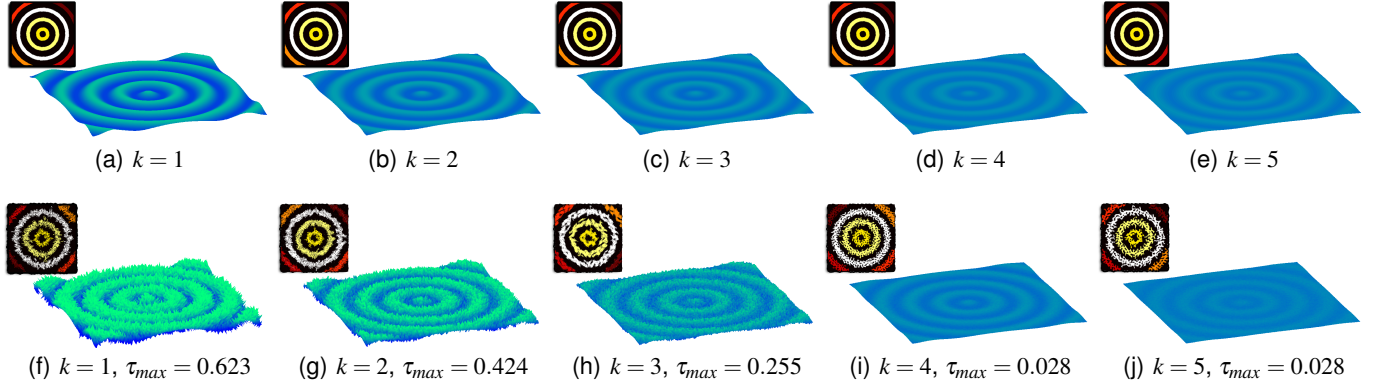 (a) k = 1
(b) k = 2
(c) k = 3
(d) k = 4
(e) k = 5
(f) k = 1, τmax = 0.623
(g) k = 2, τmax = 0.424
(h) k = 3, τmax = 0.255
(i) k = 4, τmax = 0.028
(j) k = 5, τmax = 0.028